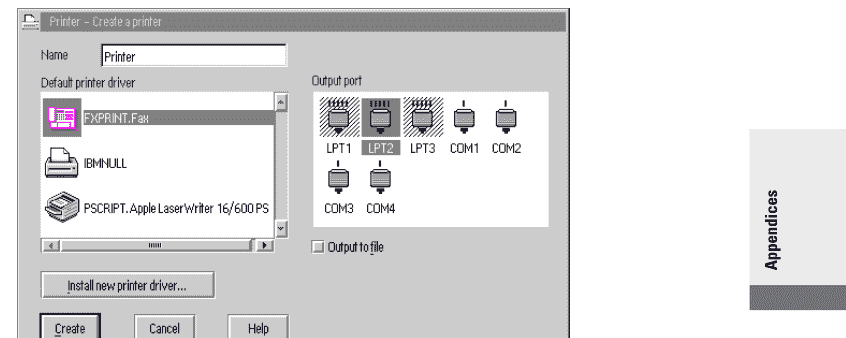 Printer - Create a printer
Name Printer
Default printer driver
FXPRINT.Fax
IBMNULL
PSCRIPT.Apple LaserWriter 16/600 PS
Install new printer driver...
Create Cancel Help
Output port
LPT1 LPT2 LPT3 COM1 COM2
COM3 COM4
Output to file
Appendices